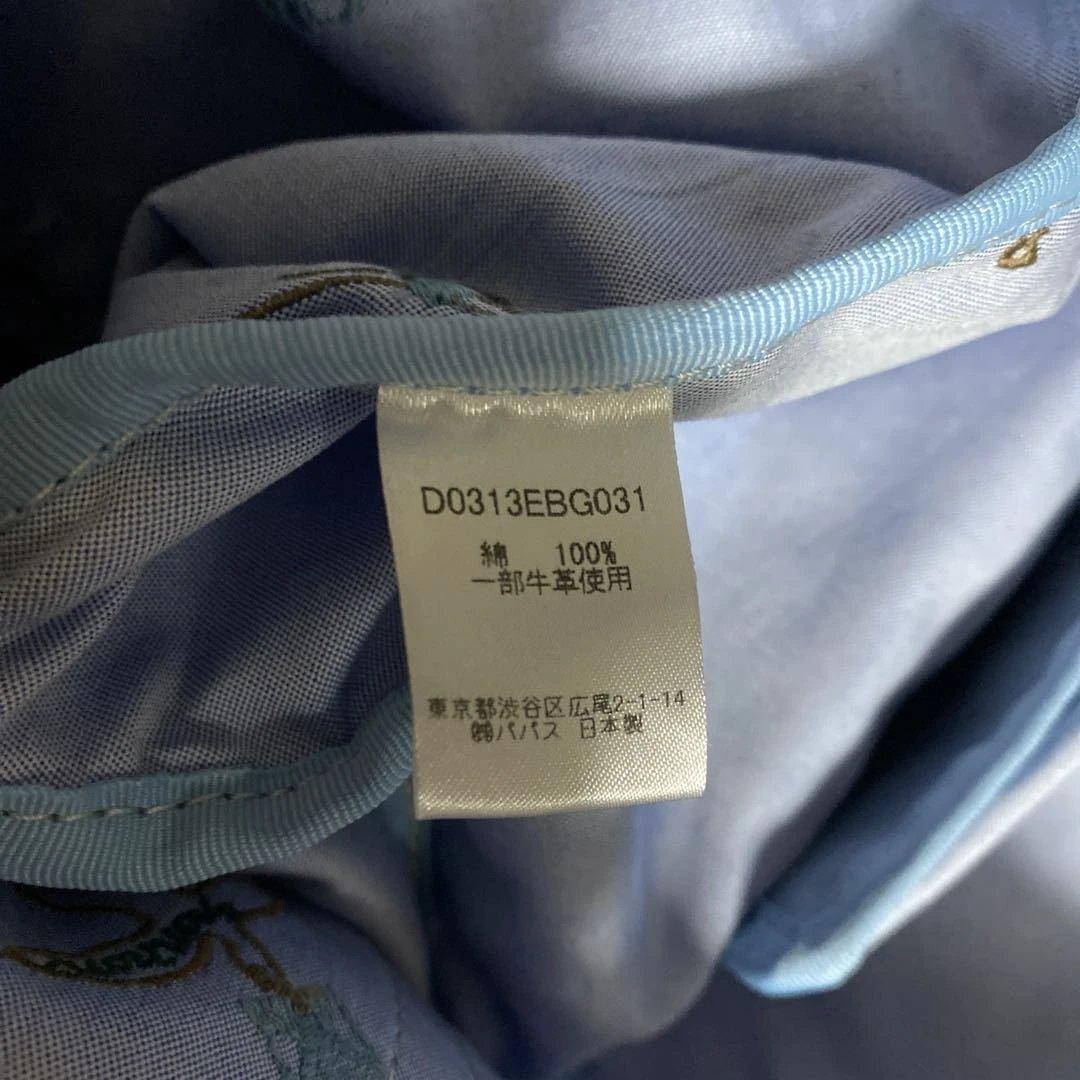 D0313EBG031
綿 100%
一部牛革使用
東京都渋谷区広尾2-1-14
㈱パパス 日本製